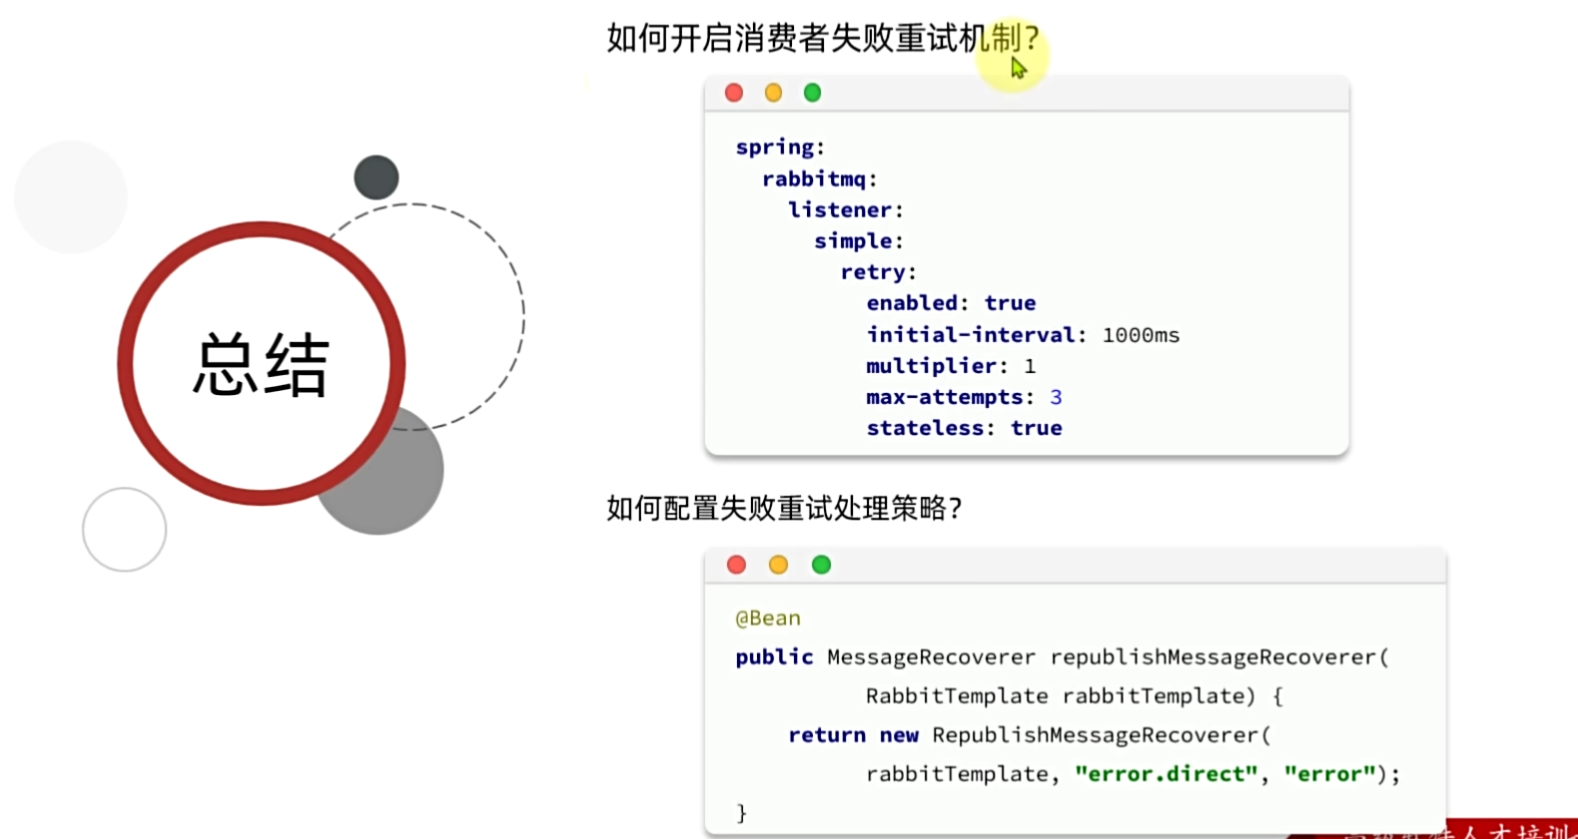 如何开启消费者失败重试机制?
spring:
  rabbitmq:
    listener:
      simple:
        retry:
          enabled: true
          initial-interval: 1000ms
          multiplier: 1
          max-attempts: 3
          stateless: true
总结
如何配置失败重试处理策略?
@Bean
public MessageRecoverer republishMessageRecoverer(
          RabbitTemplate rabbitTemplate) {
    return new RepublishMessageRecoverer(
          rabbitTemplate, "error.direct", "error");
}
人才培训